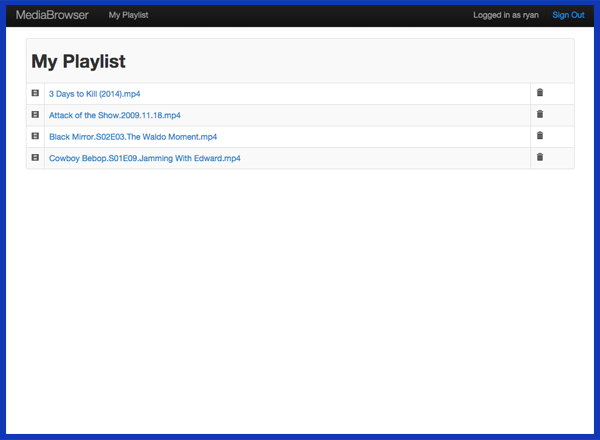 MediaBrowser My Playlist Logged in as ryan Sign Out
My Playlist
3 Days to Kill (2014).mp4
Attack of the Show.2009.11.18.mp4
Black Mirror.S02E03.The Waldo Moment.mp4
Cowboy Bebop.S01E09.Jamming With Edward.mp4